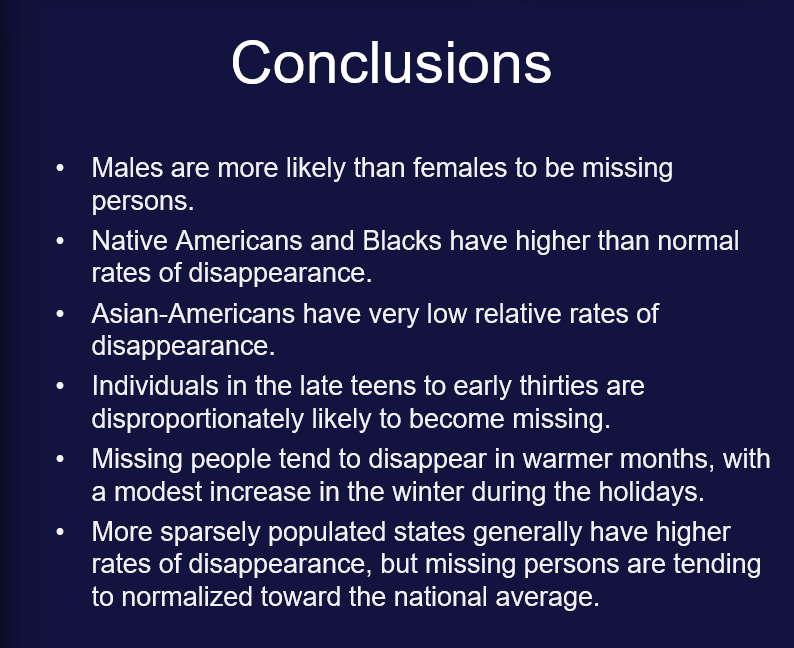 Conclusions
• Males are more likely than females to be missing
persons.
• Native Americans and Blacks have higher than normal
rates of disappearance.
• Asian-Americans have very low relative rates of
disappearance.
• Individuals in the late teens to early thirties are
disproportionately likely to become missing.
• Missing people tend to disappear in warmer months, with
a modest increase in the winter during the holidays.
• More sparsely populated states generally have higher
rates of disappearance, but missing persons are tending
to normalized toward the national average.